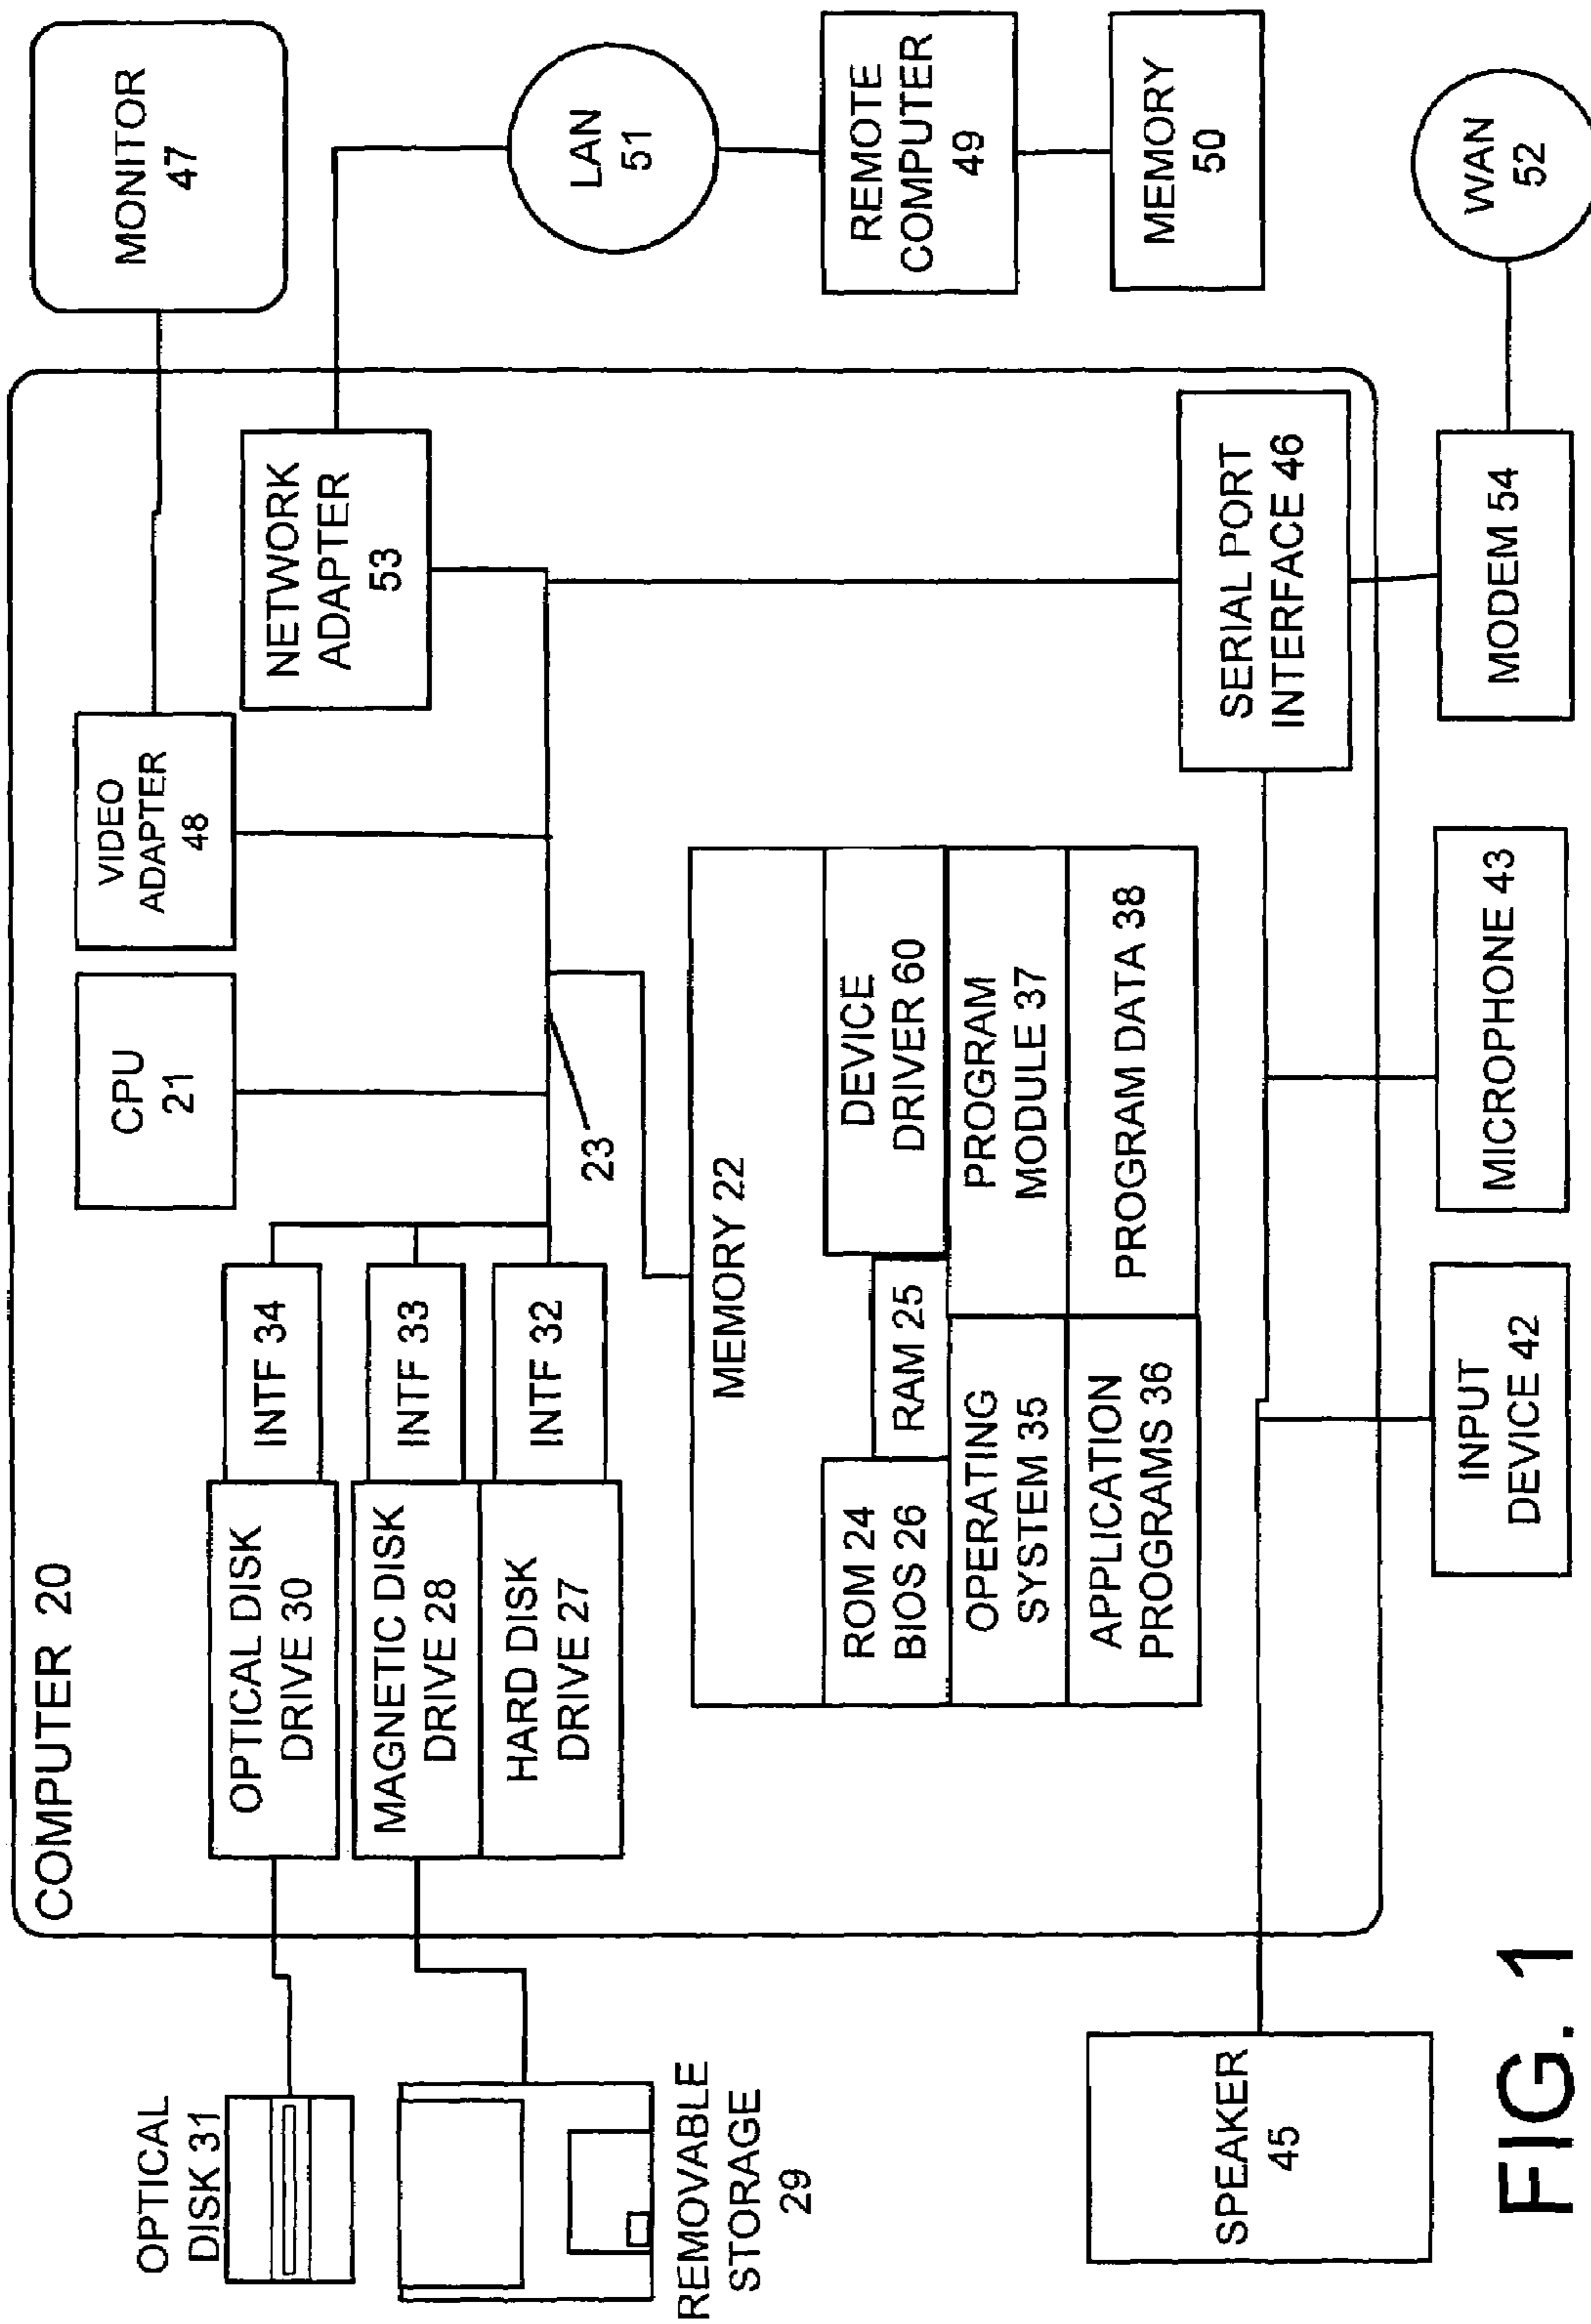 COMPUTER 20
MONITOR
47
VIDEO
ADAPTER
48
CPU
21
NETWORK
ADAPTER
53
OPTICAL
DISK 31
OPTICAL DISK
DRIVE 30
INTF 34
MAGNETIC DISK
DRIVE 28
INTF 33
HARD DISK
DRIVE 27
INTF 32
23
REMOVABLE
STORAGE
29
LAN
51
REMOTE
COMPUTER
49
MEMORY
50
MEMORY 22
ROM 24
BIOS 26
RAM 25
DEVICE
DRIVER 60
OPERATING
SYSTEM 35
PROGRAM
MODULE 37
APPLICATION
PROGRAMS 36
PROGRAM DATA 38
SERIAL PORT
INTERFACE 46
SPEAKER
45
INPUT
DEVICE 42
MICROPHONE 43
MODEM 54
WAN
52
FIG. 1